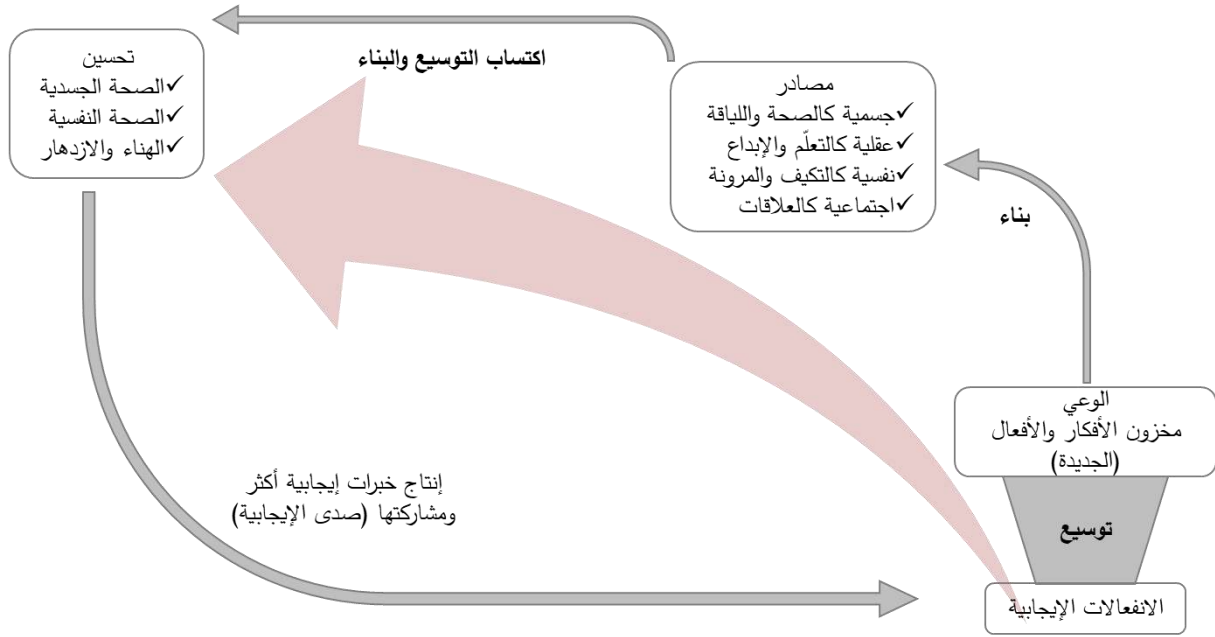 اكتساب التوسيع والبناء
مصادر
✓جسمية كالصحة واللياقة
✓عقلية كالتعلّم والإبداع
✓نفسية كالتكيف والمرونة
✓اجتماعية كالعلاقات
تحسين
✓الصحة الجسدية
✓الصحة النفسية
✓الهناء والازدهار
بناء
الوعي
مخزون الأفكار والأفعال
(الجديدة)
توسيع
الانفعالات الإيجابية
إنتاج خبرات إيجابية أكثر
ومشاركتها (صدى الإيجابية)